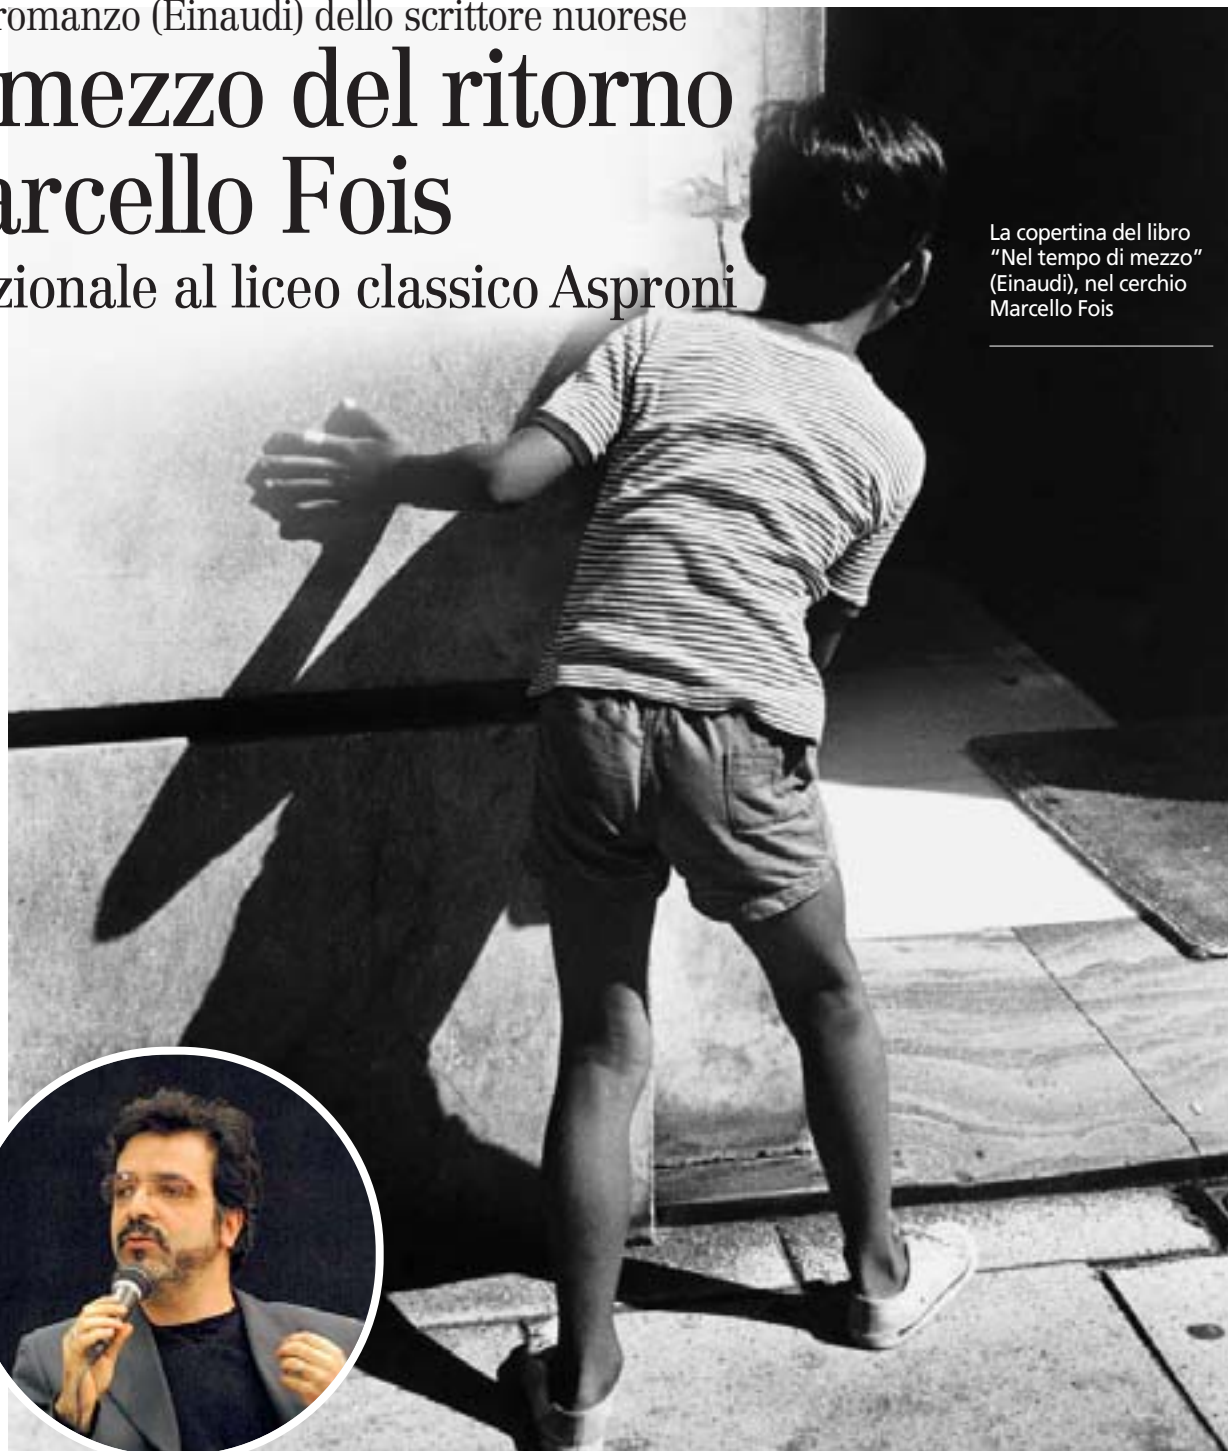 romanzo (Einaudi) dello scrittore nuorese
mezzo del ritorno
arcello Fois
zionale al liceo classico Asproni
La copertina del libro
“Nel tempo di mezzo”
(Einaudi), nel cerchio
Marcello Fois